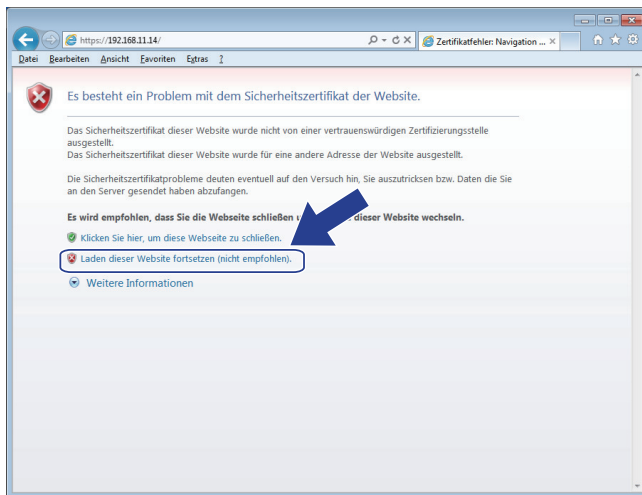 https://192.168.11.14/
Zertifikatfehler: Navigation ...
Datei Bearbeiten Ansicht Favoriten Extras ?
Es besteht ein Problem mit dem Sicherheitszertifikat der Website.
Das Sicherheitszertifikat dieser Website wurde nicht von einer vertrauenswürdigen Zertifizierungsstelle
ausgestellt.
Das Sicherheitszertifikat dieser Website wurde für eine andere Adresse der Website ausgestellt.
Die Sicherheitszertifikatprobleme deuten eventuell auf den Versuch hin, Sie auszutricksen bzw. Daten die Sie
an den Server gesendet haben abzufangen.
Es wird empfohlen, dass Sie die Webseite schließen dieser Website wechseln.
Klicken Sie hier, um diese Webseite zu schließen.
Laden dieser Website fortsetzen (nicht empfohlen).
Weitere Informationen